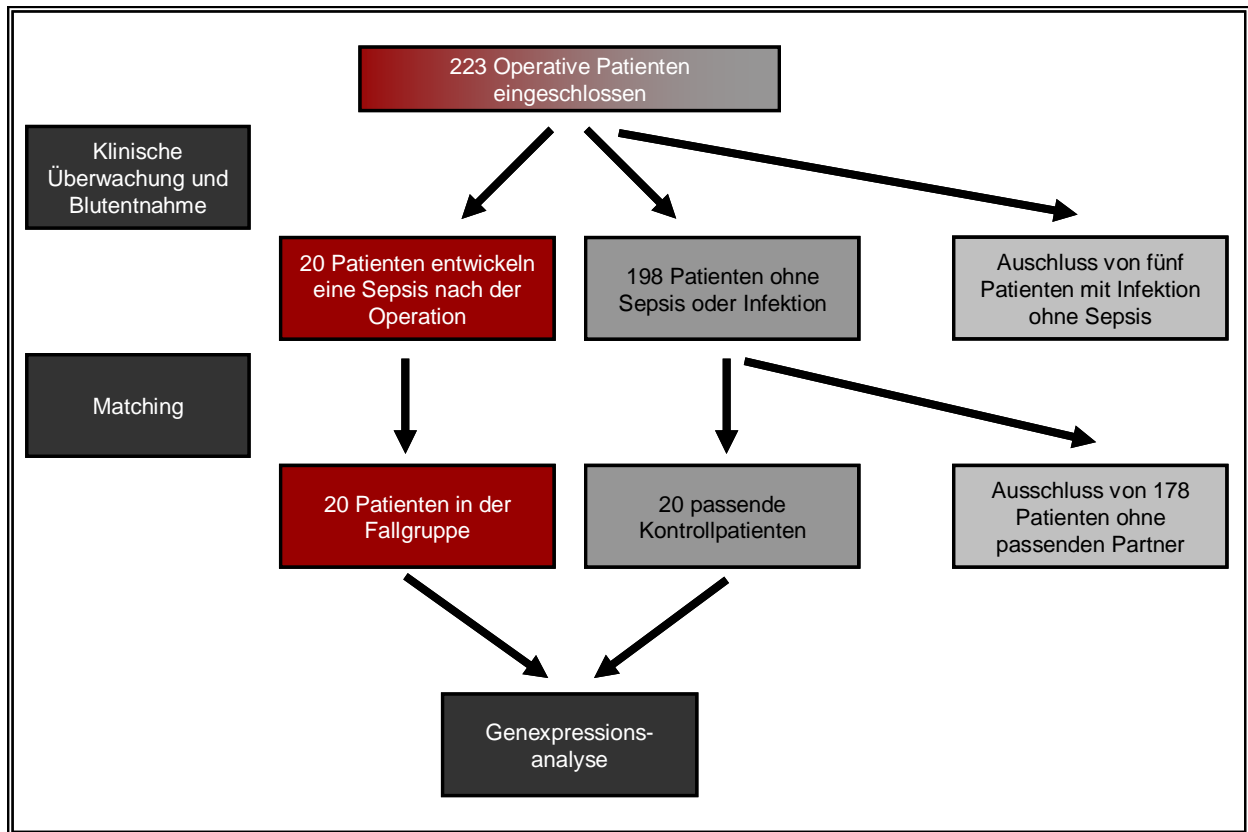 223 Operative Patienten
eingeschlossen
Klinische
Überwachung und
Blutentnahme
20 Patienten entwickeln
eine Sepsis nach der
Operation
198 Patienten ohne
Sepsis oder Infektion
Auschluss von fünf
Patienten mit Infektion
ohne Sepsis
Matching
20 Patienten in der
Fallgruppe
20 passende
Kontrollpatienten
Ausschluss von 178
Patienten ohne
passenden Partner
Genexpressions-
analyse